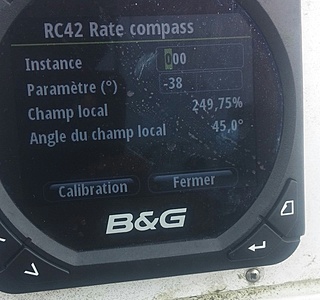 RC42 Rate compass
Instance 000
Paramètre (°) -38
Champ local 249,75%
Angle du champ local 45,0°
Calibration Fermer
B&G